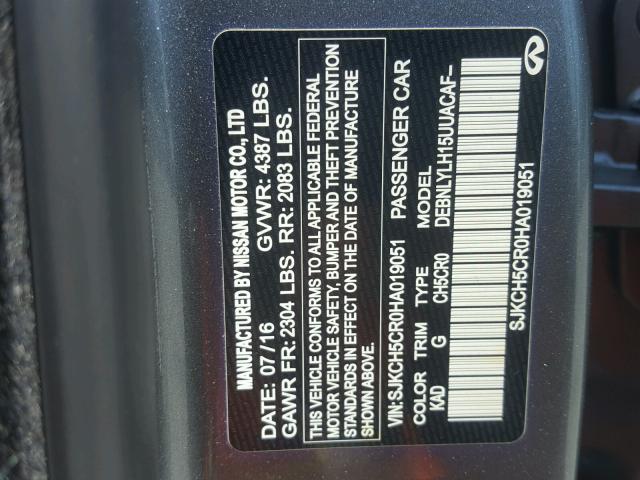 MANUFACTURED BY NISSAN MOTOR CO., LTD
DATE: 07/16 GVWR: 4387 LBS.
GAWR FR: 2304 LBS. RR: 2083 LBS.
THIS VEHICLE CONFORMS TO ALL APPLICABLE FEDERAL
MOTOR VEHICLE SAFETY, BUMPER AND THEFT PREVENTION
STANDARDS IN EFFECT ON THE DATE OF MANUFACTURE
SHOWN ABOVE.
VIN:SJKCH5CR0HA019051 PASSENGER CAR
COLOR TRIM TYPE MODEL
KAD G CH5CR0 DEBNLYLH15UUACAF--
SJKCH5CR0HA019051